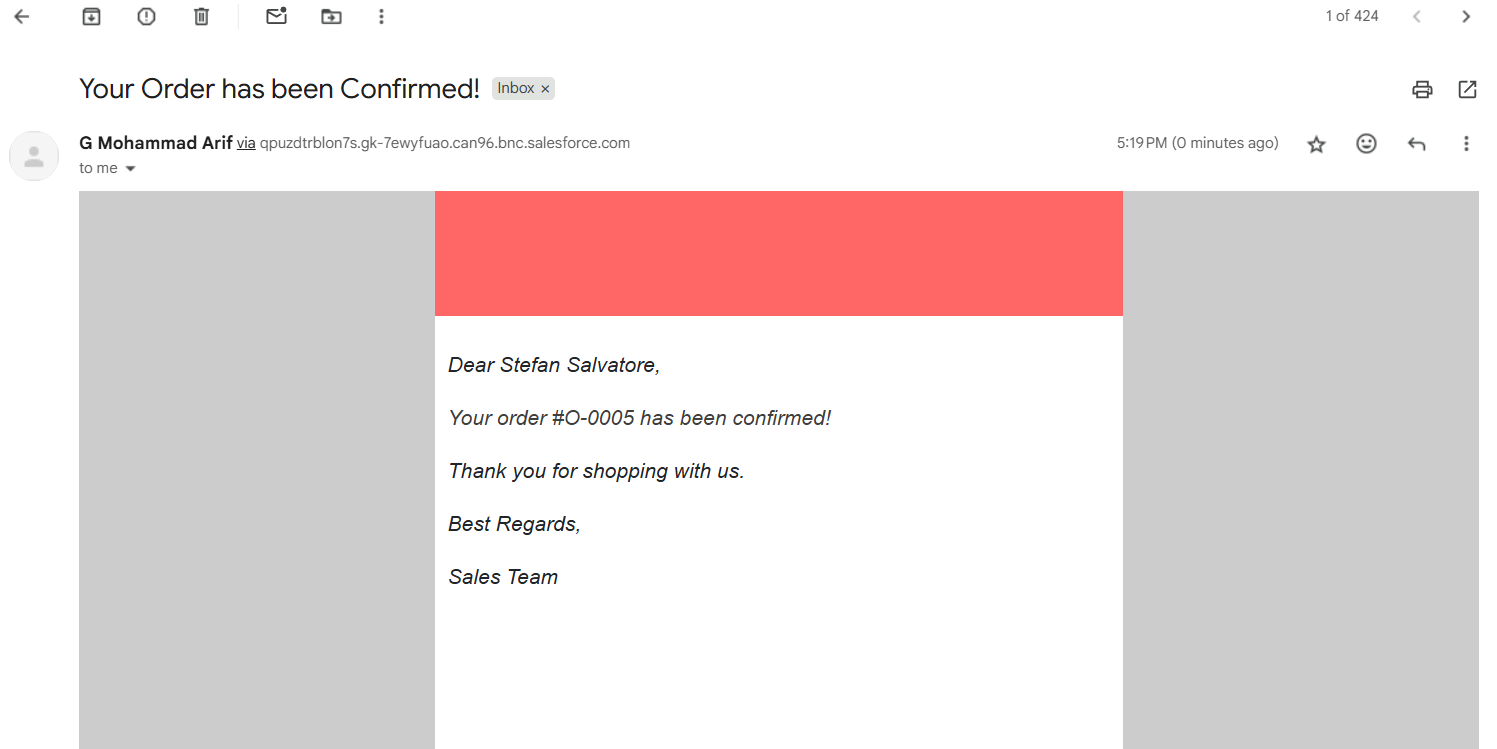 1 of 424
Your Order has been Confirmed! Inbox ×
G Mohammad Arif via qpuzdtrblon7s.gk-7ewyfuao.can96.bnc.salesforce.com 5:19 PM (0 minutes ago)
to me
Dear Stefan Salvatore,
Your order #O-0005 has been confirmed!
Thank you for shopping with us.
Best Regards,
Sales Team